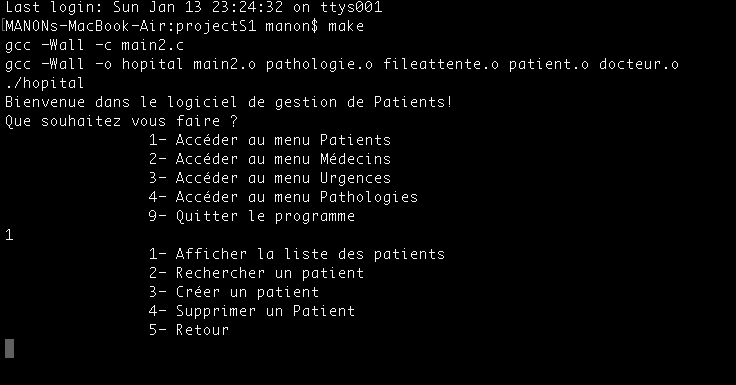 Last login: Sun Jan 13 23:24:32 on ttys001
[MANONs-MacBook-Air:projectS1 manon$ make
gcc -Wall -c main2.c
gcc -Wall -o hopital main2.o pathologie.o fileattente.o patient.o docteur.o
./hopital
Bienvenue dans le logiciel de gestion de Patients!
Que souhaitez vous faire ?
1- Accéder au menu Patients
2- Accéder au menu Médecins
3- Accéder au menu Urgences
4- Accéder au menu Pathologies
9- Quitter le programme
1
1- Afficher la liste des patients
2- Rechercher un patient
3- Créer un patient
4- Supprimer un Patient
5- Retour